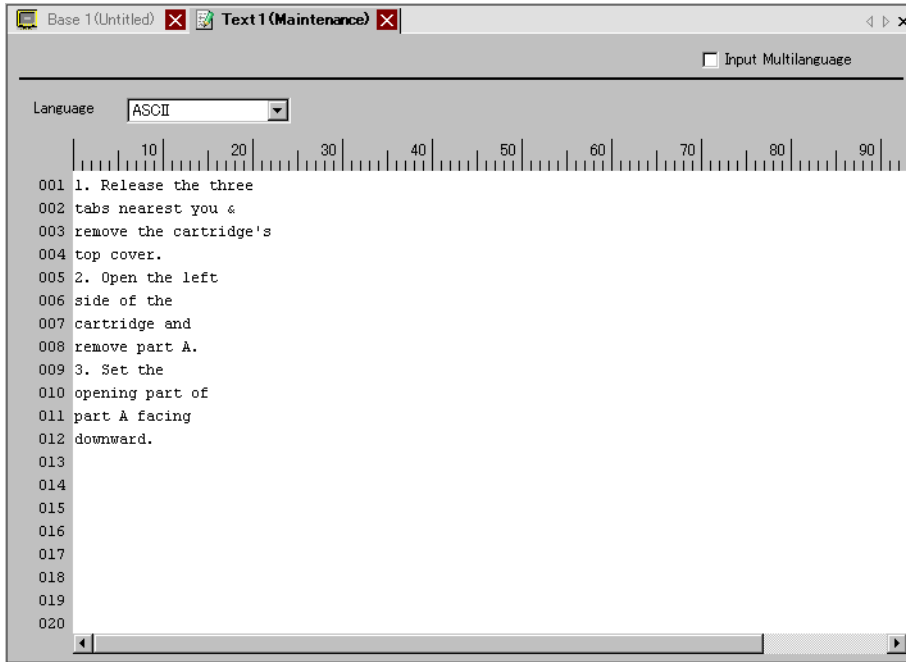 Base 1(Untitled) Text1(Maintenance)
Input Multilanguage
Language ASCII
10 20 30 40 50 60 70 80 90
001 1. Release the three
002 tabs nearest you &
003 remove the cartridge's
004 top cover.
005 2. Open the left
006 side of the
007 cartridge and
008 remove part A.
009 3. Set the
010 opening part of
011 part A facing
012 downward.
013
014
015
016
017
018
019
020